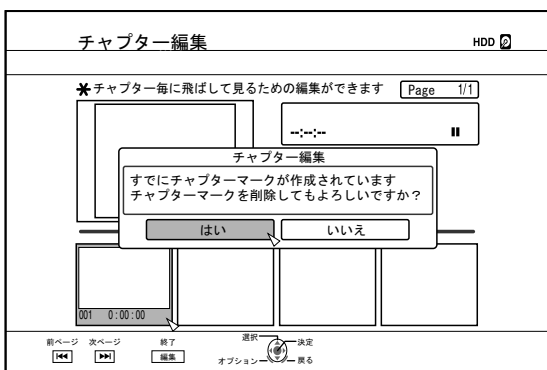 チャプター編集
HDD
チャプター毎に飛ばして見るための編集ができます
Page 1/1
--:--:--
チャプター編集
すでにチャプターマークが作成されています
チャプターマークを削除してもよろしいですか？
はい
いいえ
001 0:00:00
前ページ 次ページ 終了 選択 決定
編集 オプション 戻る